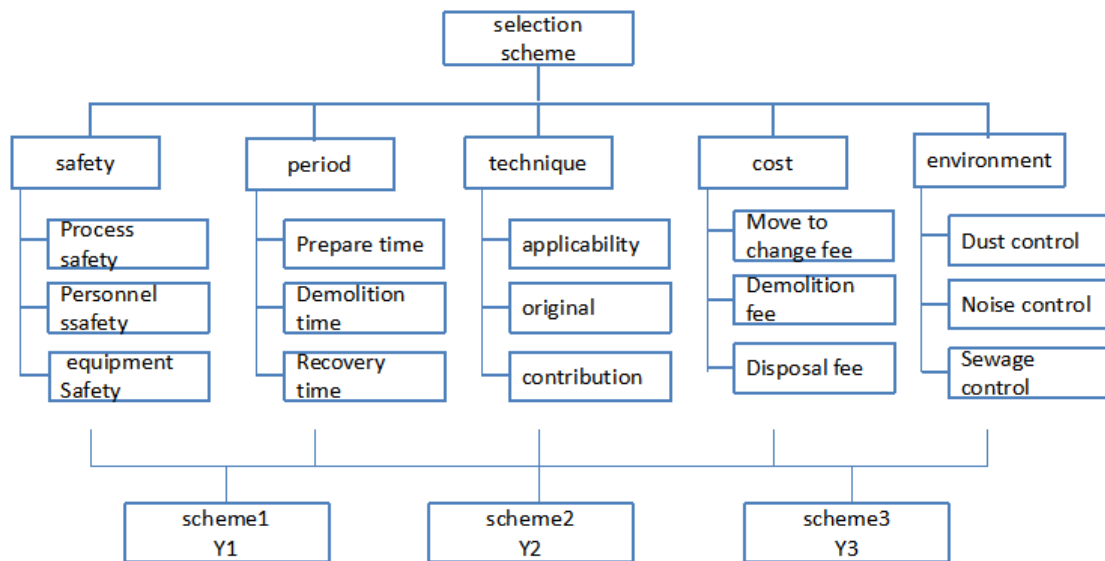 selection
scheme
safety
period
technique
cost
environment
Process
safety
Personnel
ssafety
equipment
Safety
Prepare time
Demolition
time
Recovery
time
applicability
original
contribution
Move to
change fee
Demolition
fee
Disposal fee
Dust control
Noise control
Sewage
control
scheme1
Y1
scheme2
Y2
scheme3
Y3